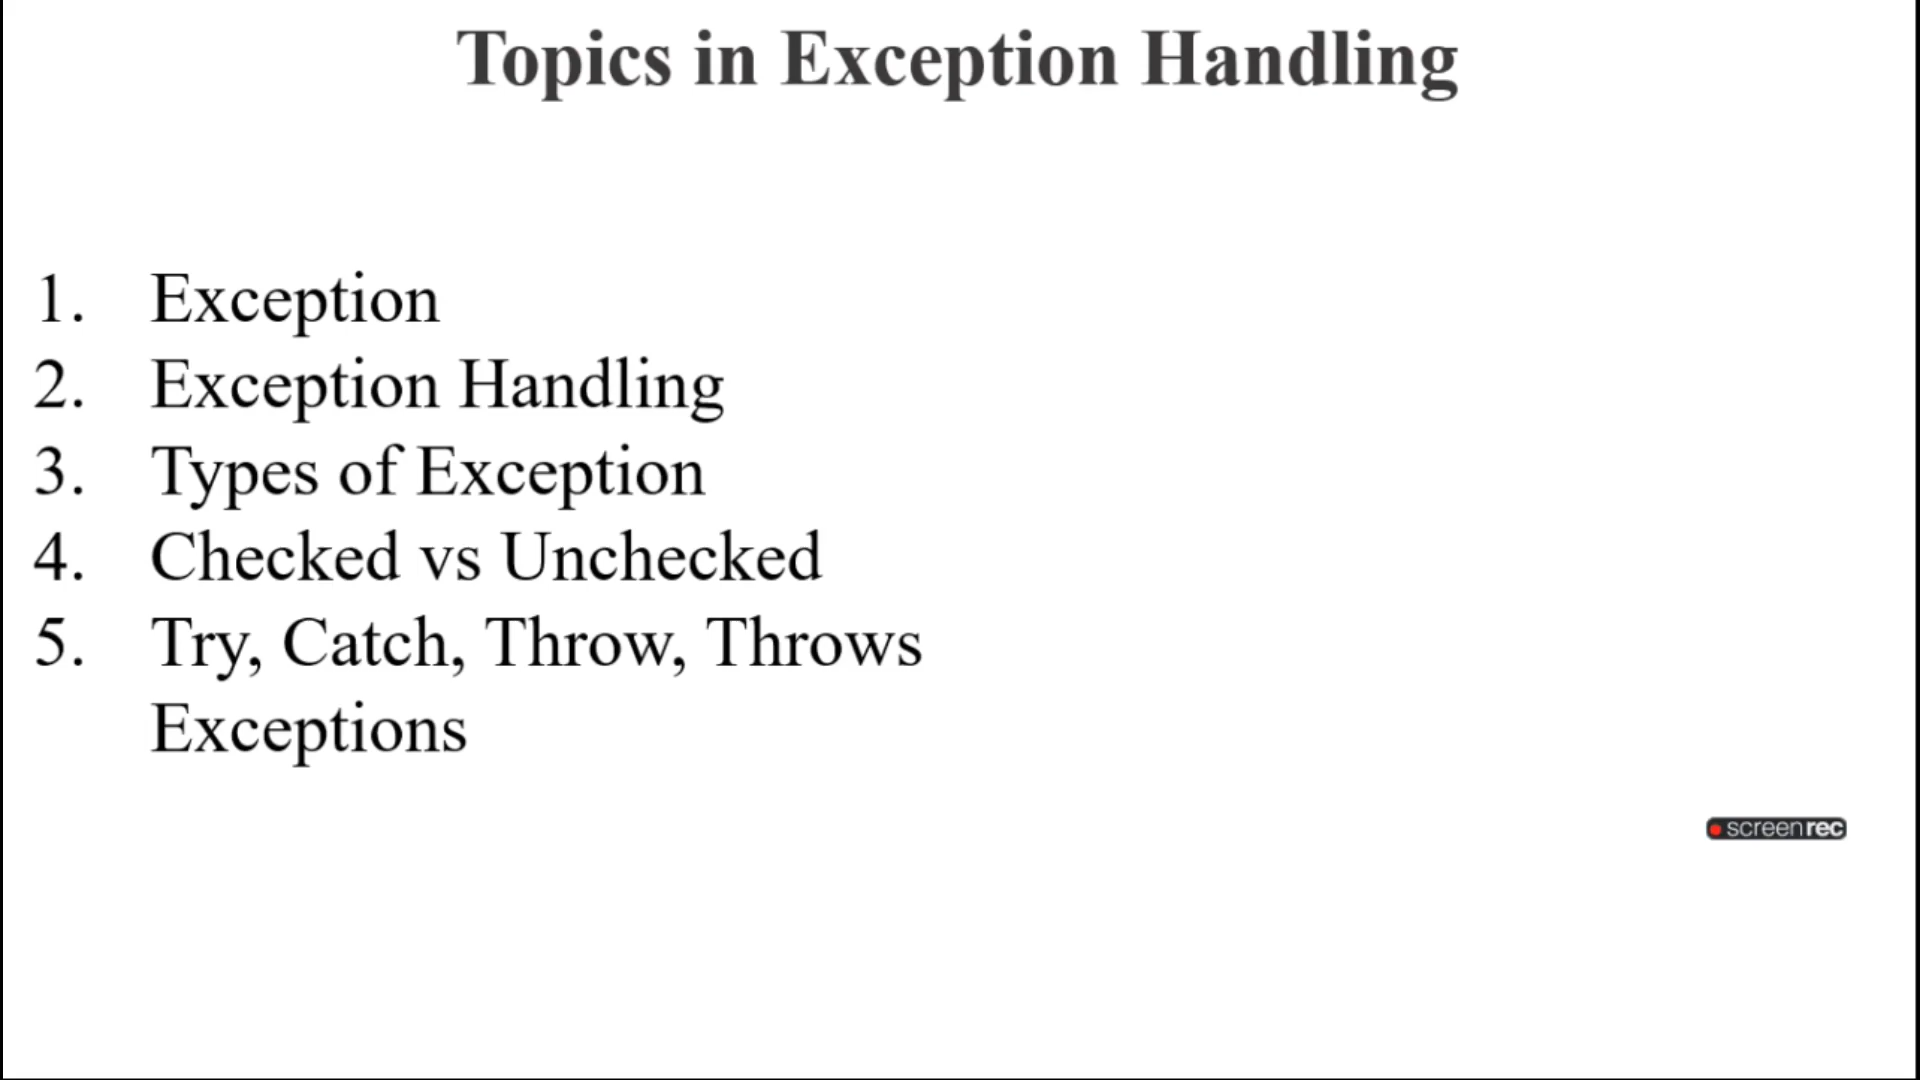 Topics in Exception Handling
1. Exception
2. Exception Handling
3. Types of Exception
4. Checked vs Unchecked
5. Try, Catch, Throw, Throws
Exceptions
screenrec